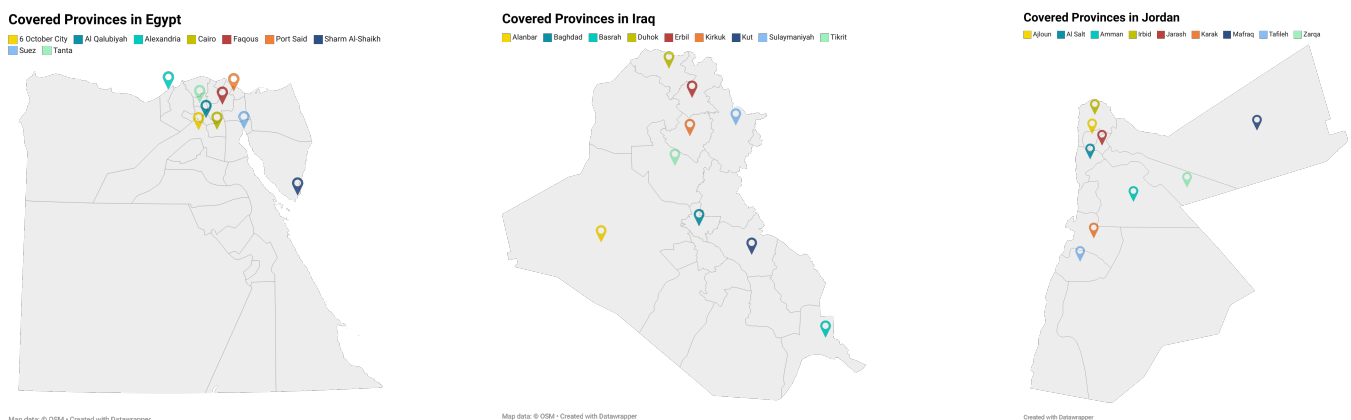 Covered Provinces in Egypt
6 October City Al Qalubiyah Alexandria Cairo Faqous Port Said Sharm Al-Shaikh
Suez Tanta
Map data: © OSM • Created with Datawrapper
Covered Provinces in Iraq
Alanbar Baghdad Basrah Duhok Erbil Kirkuk Kut Sulaymaniyah Tikrit
Map data: © OSM • Created with Datawrapper
Covered Provinces in Jordan
Ajloun Al Salt Amman Irbid Jarash Karak Mafraq Tafileh Zarqa
Created with Datawrapper